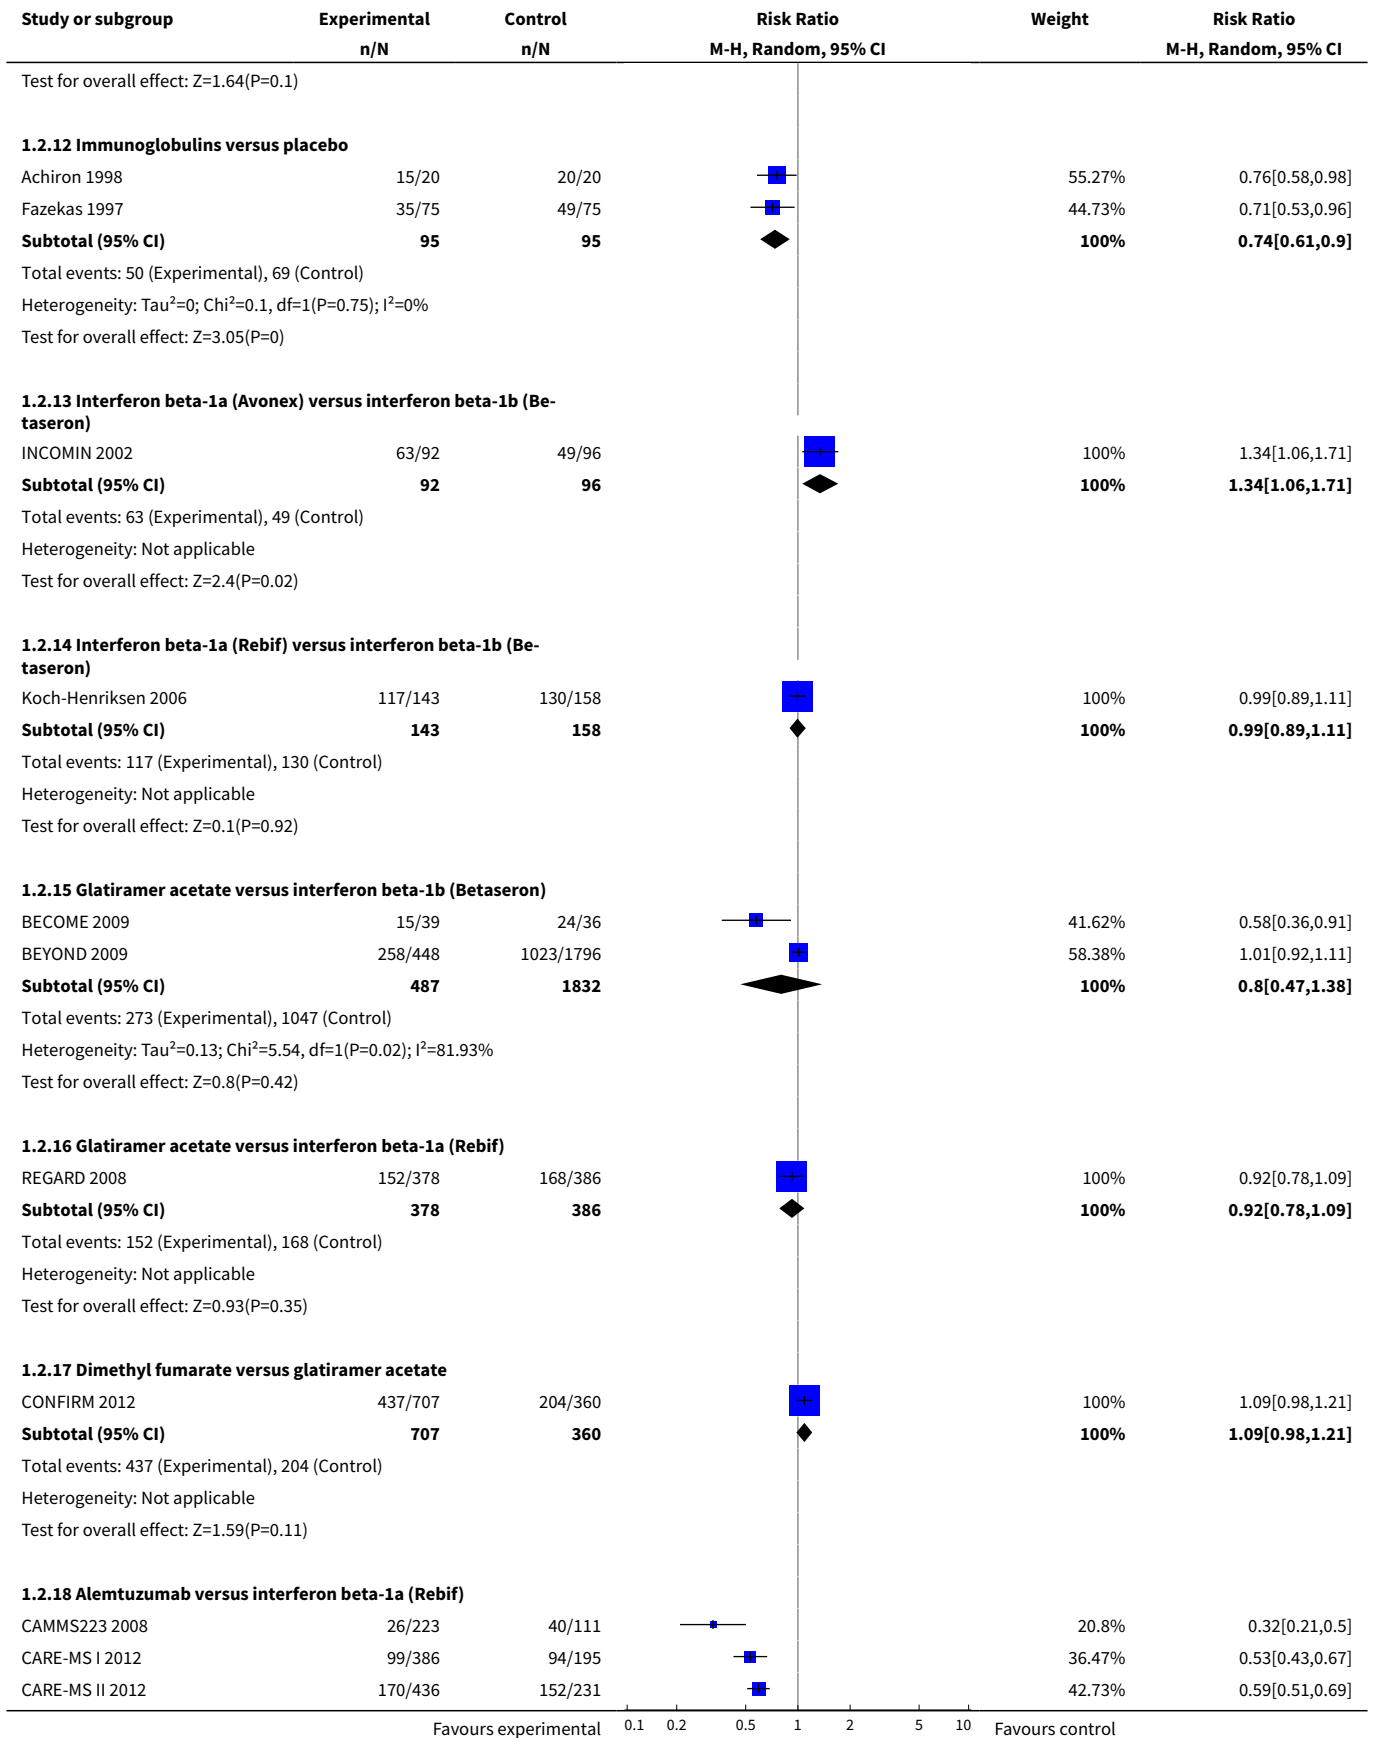 Study or subgroup Experimental Control Risk Ratio Weight Risk Ratio
n/N n/N M-H, Random, 95% CI M-H, Random, 95% CI
Test for overall effect: Z=1.64(P=0.1)
1.2.12 Immunoglobulins versus placebo
Achiron 1998 15/20 20/20 55.27% 0.76[0.58,0.98]
Fazekas 1997 35/75 49/75 44.73% 0.71[0.53,0.96]
Subtotal (95% CI) 95 95 100% 0.74[0.61,0.9]
Total events: 50 (Experimental), 69 (Control)
Heterogeneity: Tau²=0; Chi²=0.1, df=1(P=0.75); I²=0%
Test for overall effect: Z=3.05(P=0)
1.2.13 Interferon beta-1a (Avonex) versus interferon beta-1b (Be-
taseron)
INCOMIN 2002 63/92 49/96 100% 1.34[1.06,1.71]
Subtotal (95% CI) 92 96 100% 1.34[1.06,1.71]
Total events: 63 (Experimental), 49 (Control)
Heterogeneity: Not applicable
Test for overall effect: Z=2.4(P=0.02)
1.2.14 Interferon beta-1a (Rebif) versus interferon beta-1b (Be-
taseron)
Koch-Henriksen 2006 117/143 130/158 100% 0.99[0.89,1.11]
Subtotal (95% CI) 143 158 100% 0.99[0.89,1.11]
Total events: 117 (Experimental), 130 (Control)
Heterogeneity: Not applicable
Test for overall effect: Z=0.1(P=0.92)
1.2.15 Glatiramer acetate versus interferon beta-1b (Betaseron)
BECOME 2009 15/39 24/36 41.62% 0.58[0.36,0.91]
BEYOND 2009 258/448 1023/1796 58.38% 1.01[0.92,1.11]
Subtotal (95% CI) 487 1832 100% 0.8[0.47,1.38]
Total events: 273 (Experimental), 1047 (Control)
Heterogeneity: Tau²=0.13; Chi²=5.54, df=1(P=0.02); I²=81.93%
Test for overall effect: Z=0.8(P=0.42)
1.2.16 Glatiramer acetate versus interferon beta-1a (Rebif)
REGARD 2008 152/378 168/386 100% 0.92[0.78,1.09]
Subtotal (95% CI) 378 386 100% 0.92[0.78,1.09]
Total events: 152 (Experimental), 168 (Control)
Heterogeneity: Not applicable
Test for overall effect: Z=0.93(P=0.35)
1.2.17 Dimethyl fumarate versus glatiramer acetate
CONFIRM 2012 437/707 204/360 100% 1.09[0.98,1.21]
Subtotal (95% CI) 707 360 100% 1.09[0.98,1.21]
Total events: 437 (Experimental), 204 (Control)
Heterogeneity: Not applicable
Test for overall effect: Z=1.59(P=0.11)
1.2.18 Alemtuzumab versus interferon beta-1a (Rebif)
CAMMS223 2008 26/223 40/111 20.8% 0.32[0.21,0.5]
CARE-MS I 2012 99/386 94/195 36.47% 0.53[0.43,0.67]
CARE-MS II 2012 170/436 152/231 42.73% 0.59[0.51,0.69]
Favours experimental 0.1 0.2 0.5 1 2 5 10 Favours control